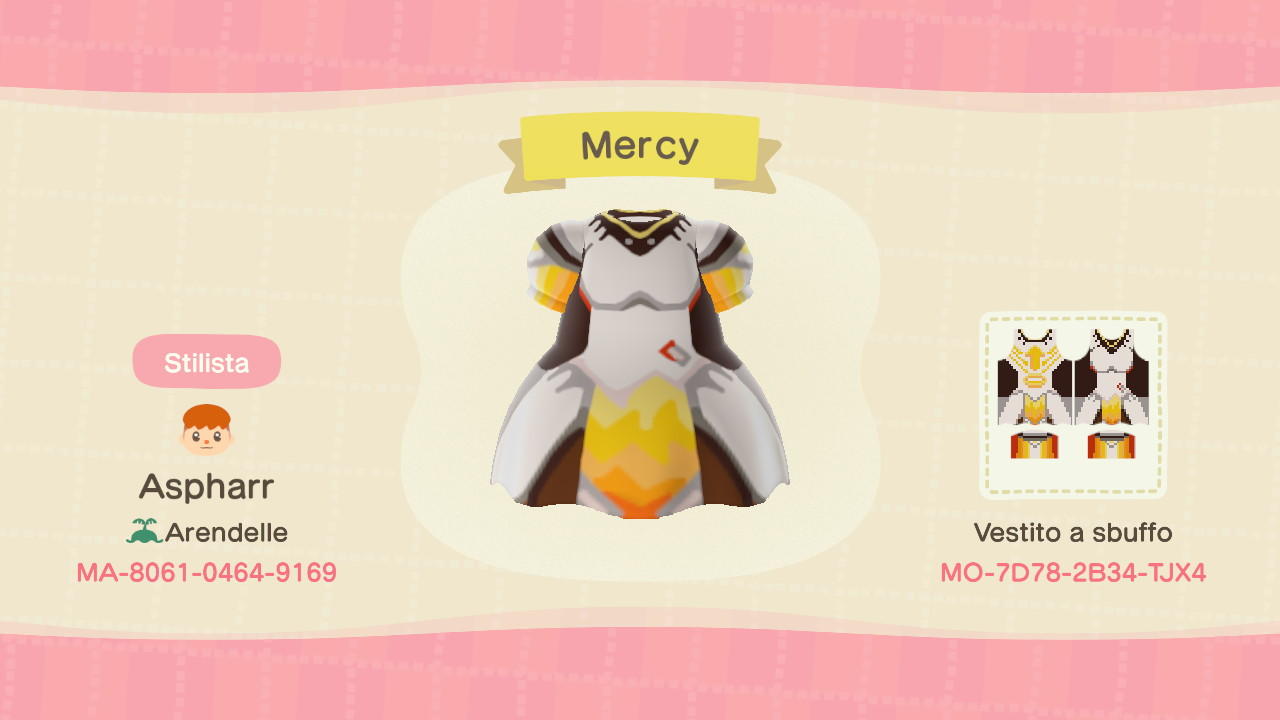 Mercy
Stilista
Aspharr
Arendelle
MA-8061-0464-9169
Vestito a sbuffo
MO-7D78-2B34-TJX4